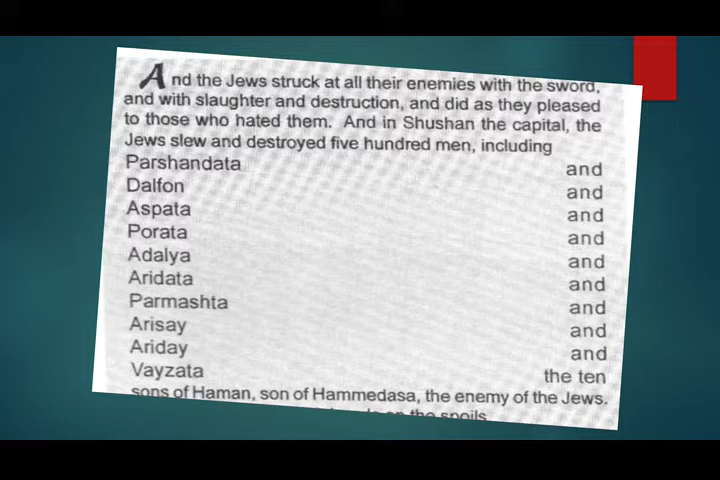 And the Jews struck at all their enemies with the sword,
and with slaughter and destruction, and did as they pleased
to those who hated them. And in Shushan the capital, the
Jews slew and destroyed five hundred men, including
Parshandata and
Dalfon and
Aspata and
Porata and
Adalya and
Aridata and
Parmashta and
Arisay and
Ariday and
Vayzata the ten
sons of Haman, son of Hammedasa, the enemy of the Jews.
on the spoils